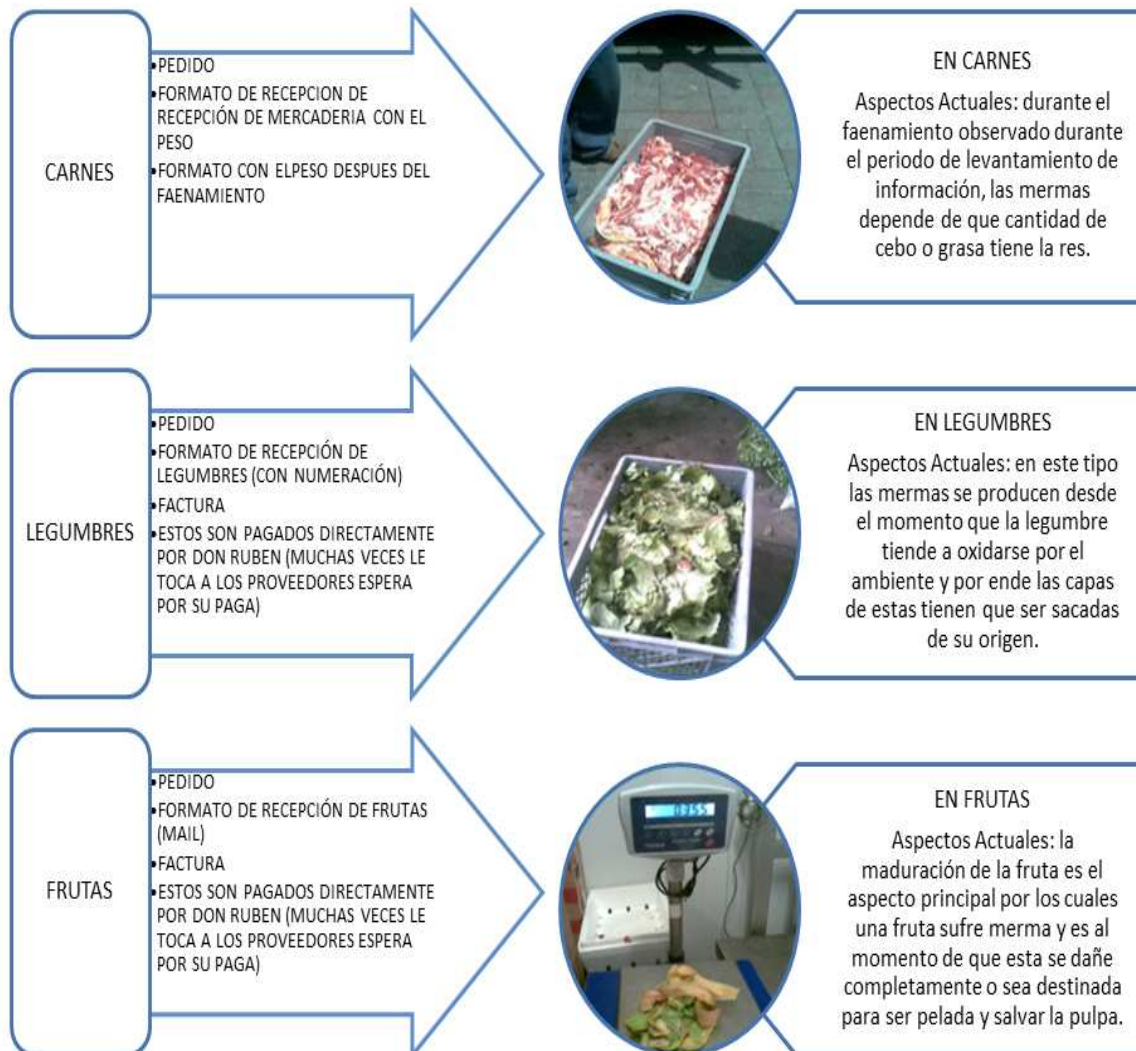 CARNES
•PEDIDO
•FORMATO DE RECEPCION DE
RECEPCIÓN DE MERCADERIA CON EL
PESO
•FORMATO CON ELPESO DESPUES DEL
FAENAMIENTO
EN CARNES
Aspectos Actuales: durante el
faenamiento observado durante
el periodo de levantamiento de
información, las mermas
depende de que cantidad de
cebo o grasa tiene la res.
LEGUMBRES
•PEDIDO
•FORMATO DE RECEPCIÓN DE
LEGUMBRES (CON NUMERACIÓN)
•FACTURA
•ESTOS SON PAGADOS DIRECTAMENTE
POR DON RUBEN (MUCHAS VECES LE
TOCA A LOS PROVEEDORES ESPERA
POR SU PAGA)
EN LEGUMBRES
Aspectos Actuales: en este tipo
las mermas se producen desde
el momento que la legumbre
tiende a oxidarse por el
ambiente y por ende las capas
de estas tienen que ser sacadas
de su origen.
FRUTAS
•PEDIDO
•FORMATO DE RECEPCIÓN DE FRUTAS
(MAIL)
•FACTURA
•ESTOS SON PAGADOS DIRECTAMENTE
POR DON RUBEN (MUCHAS VECES LE
TOCA A LOS PROVEEDORES ESPERA
POR SU PAGA)
0355
EN FRUTAS
Aspectos Actuales: la
maduración de la fruta es el
aspecto principal por los cuales
una fruta sufre merma y es al
momento de que esta se dañe
completamente o sea destinada
para ser pelada y salvar la pulpa.